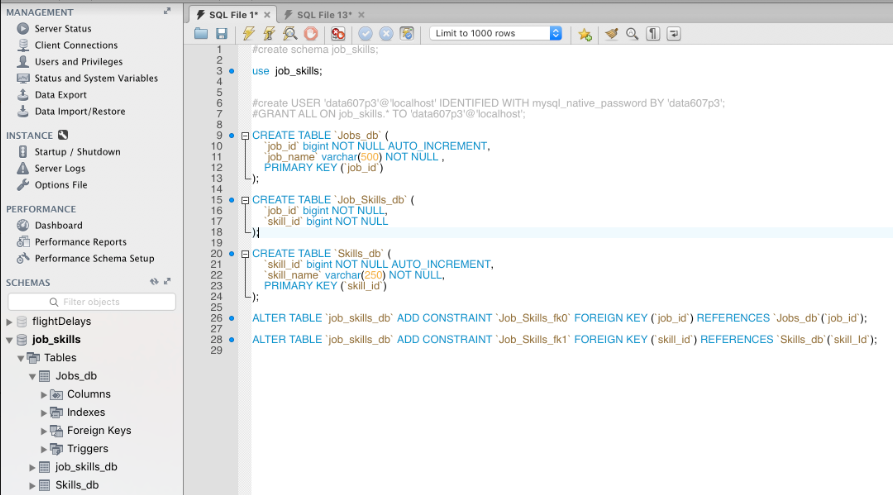 MANAGEMENT
Server Status
Client Connections
Users and Privileges
Status and System Variables
Data Export
Data Import/Restore
INSTANCE
Startup / Shutdown
Server Logs
Options File
PERFORMANCE
Dashboard
Performance Reports
Performance Schema Setup
SCHEMAS
Filter objects
flightDelays
job_skills
Tables
Jobs_db
Columns
Indexes
Foreign Keys
Triggers
job_skills_db
Skills_db
SQL File 1* × SQL File 13* ×
Limit to 1000 rows
1 #create schema job_skills;
2
3 use job_skills;
4
5
6 #create USER 'data607p3'@'localhost' IDENTIFIED WITH mysql_native_password BY 'data607p3';
7 #GRANT ALL ON job_skills.* TO 'data607p3'@'localhost';
8
9 CREATE TABLE `Jobs_db` (
10 `job_id` bigint NOT NULL AUTO_INCREMENT,
11 `job_name` varchar(500) NOT NULL ,
12 PRIMARY KEY (`job_id`)
13 );
14
15 CREATE TABLE `Job_Skills_db` (
16 `job_id` bigint NOT NULL,
17 `skill_id` bigint NOT NULL
18 );
19
20 CREATE TABLE `Skills_db` (
21 `skill_id` bigint NOT NULL AUTO_INCREMENT,
22 `skill_name` varchar(250) NOT NULL,
23 PRIMARY KEY (`skill_id`)
24 );
25
26 ALTER TABLE `job_skills_db` ADD CONSTRAINT `Job_Skills_fk0` FOREIGN KEY (`job_id`) REFERENCES `Jobs_db`(`job_id`);
27
28 ALTER TABLE `job_skills_db` ADD CONSTRAINT `Job_Skills_fk1` FOREIGN KEY (`skill_id`) REFERENCES `Skills_db`(`skill_Id`);
29